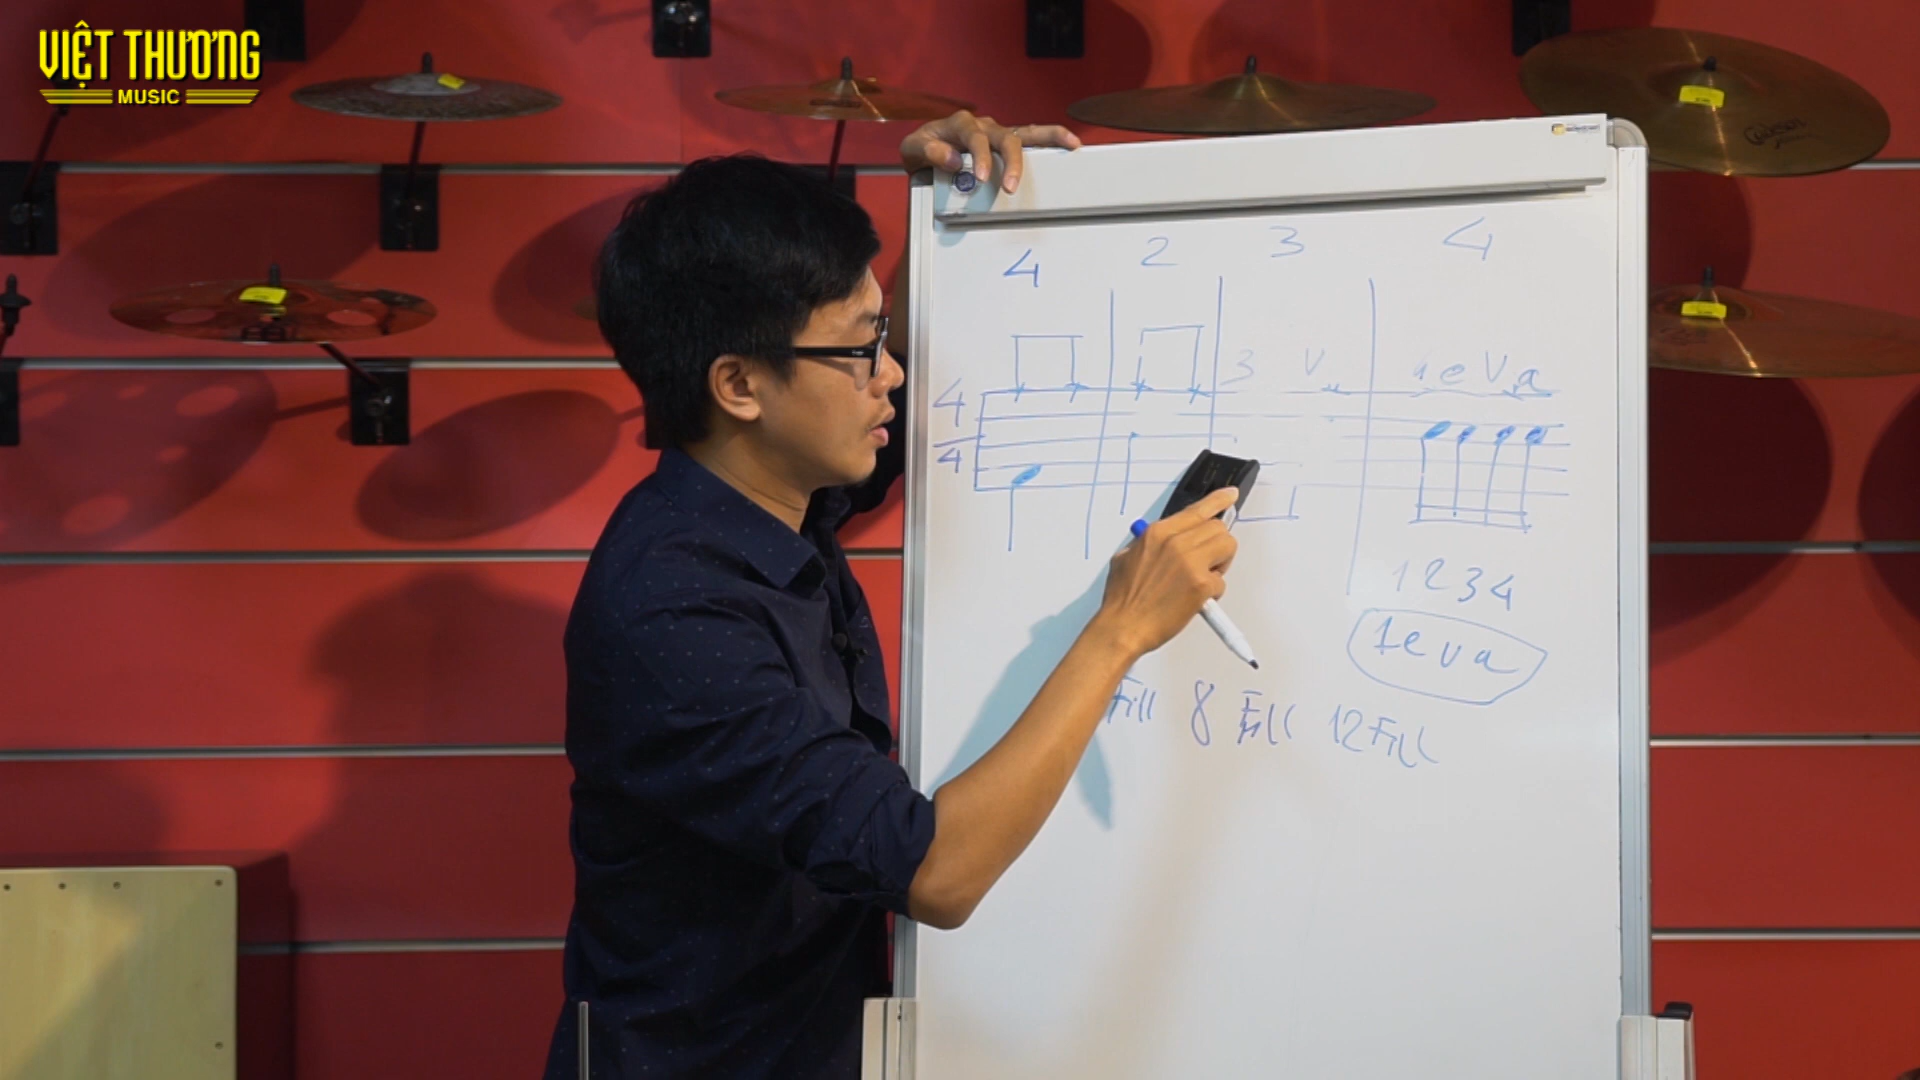 VIỆT THƯƠNG
MUSIC
4 2 3 4
3 V 1 e V a
4
4
1 2 3 4
1 e v a
Fill 8 Fill 12 Fill